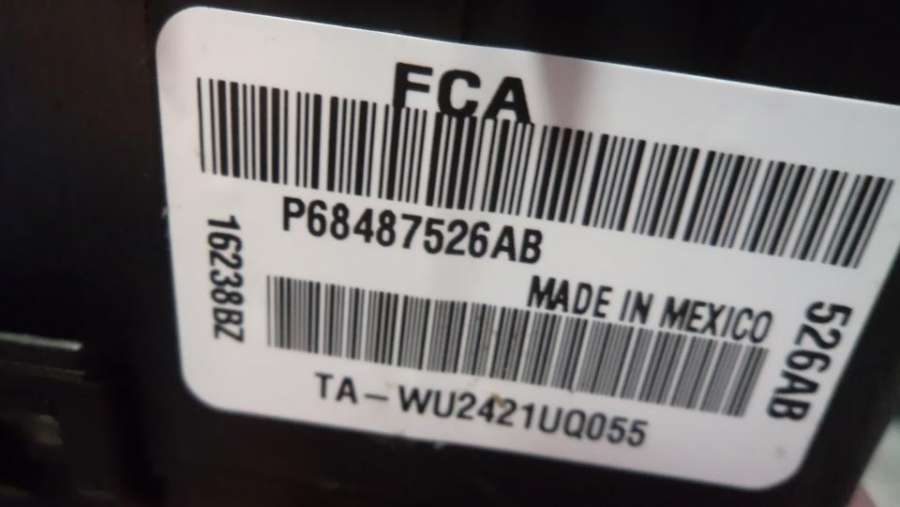 FCA
P68487526AB
16238BZ
MADE IN MEXICO
526AB
TA-WU2421UQ055